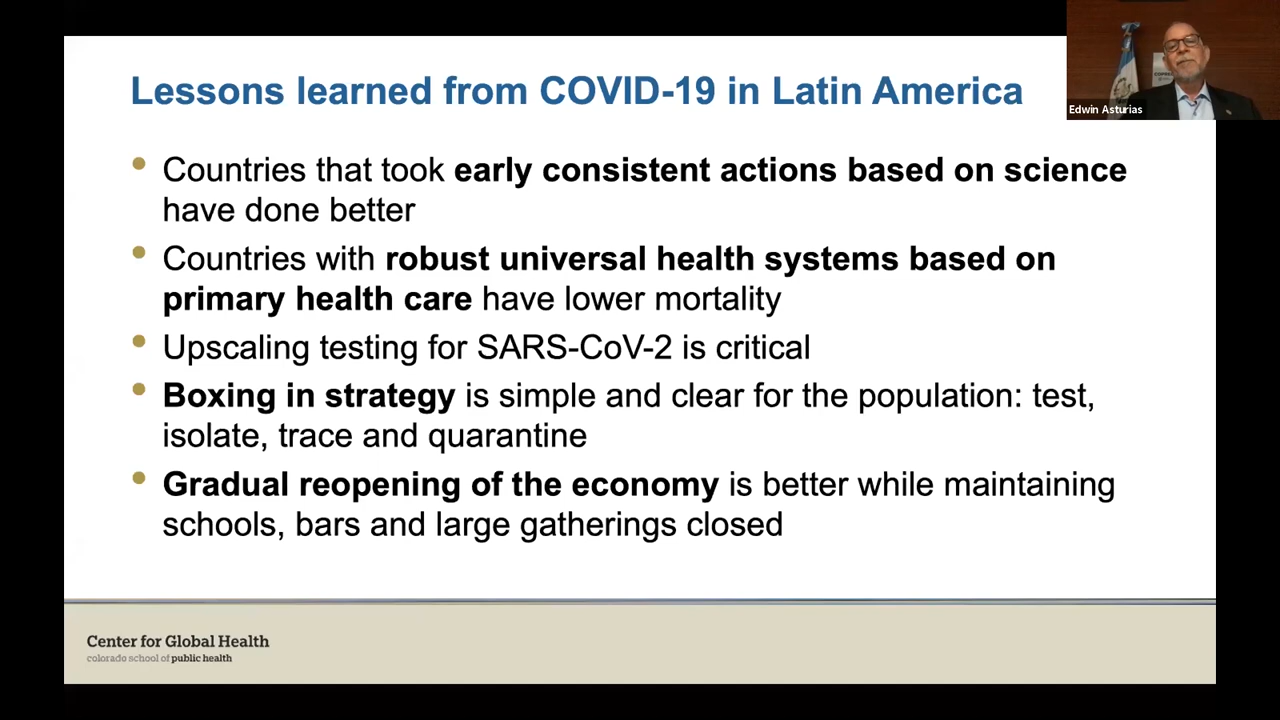 Lessons learned from COVID-19 in Latin America
Edwin Asturias
• Countries that took early consistent actions based on science
have done better
• Countries with robust universal health systems based on
primary health care have lower mortality
• Upscaling testing for SARS-CoV-2 is critical
• Boxing in strategy is simple and clear for the population: test,
isolate, trace and quarantine
• Gradual reopening of the economy is better while maintaining
schools, bars and large gatherings closed
Center for Global Health
colorado school of public health